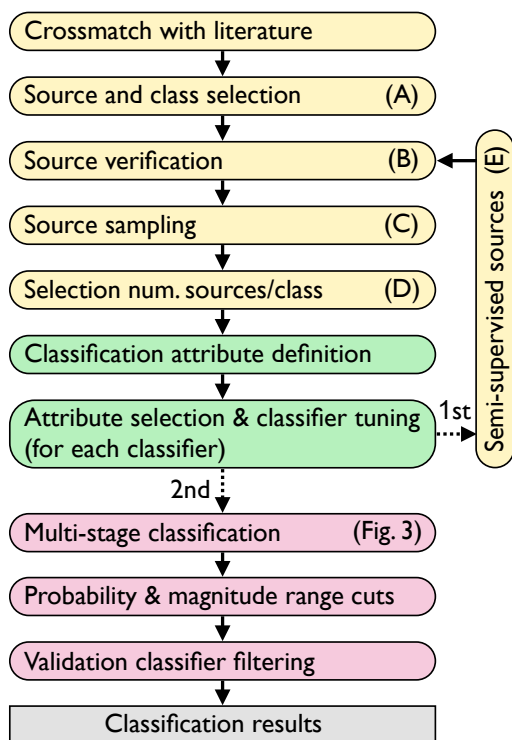 Crossmatch with literature
Source and class selection (A)
Source verification (B)
Source sampling (C)
Selection num. sources/class (D)
Semi-supervised sources (E)
Classification attribute definition
Attribute selection & classifier tuning
(for each classifier)
1st
2nd
Multi-stage classification (Fig. 3)
Probability & magnitude range cuts
Validation classifier filtering
Classification results